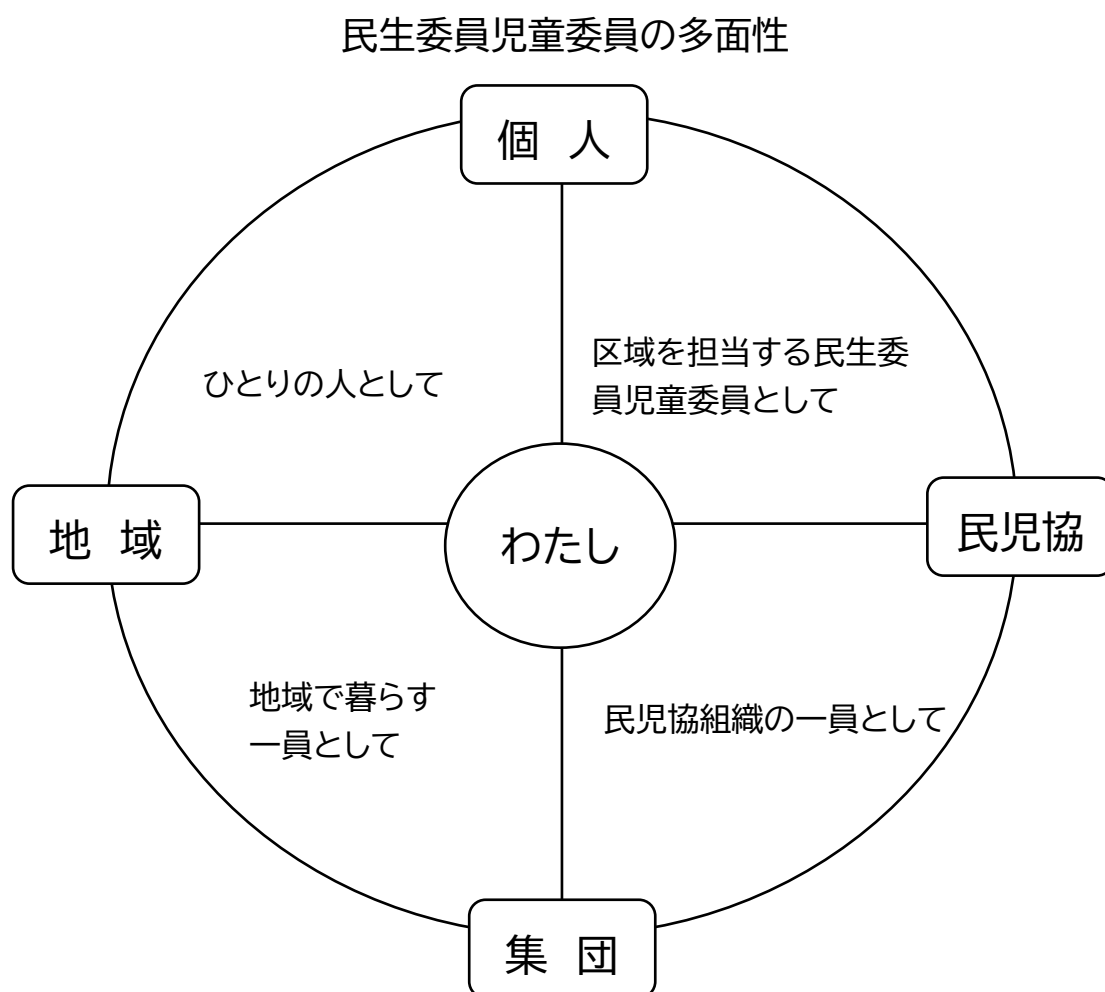 民生委員児童委員の多面性
個 人
ひとりの人として
区域を担当する民生委
員児童委員として
地 域
わたし
民児協
地域で暮らす
一員として
民児協組織の一員として
集 団